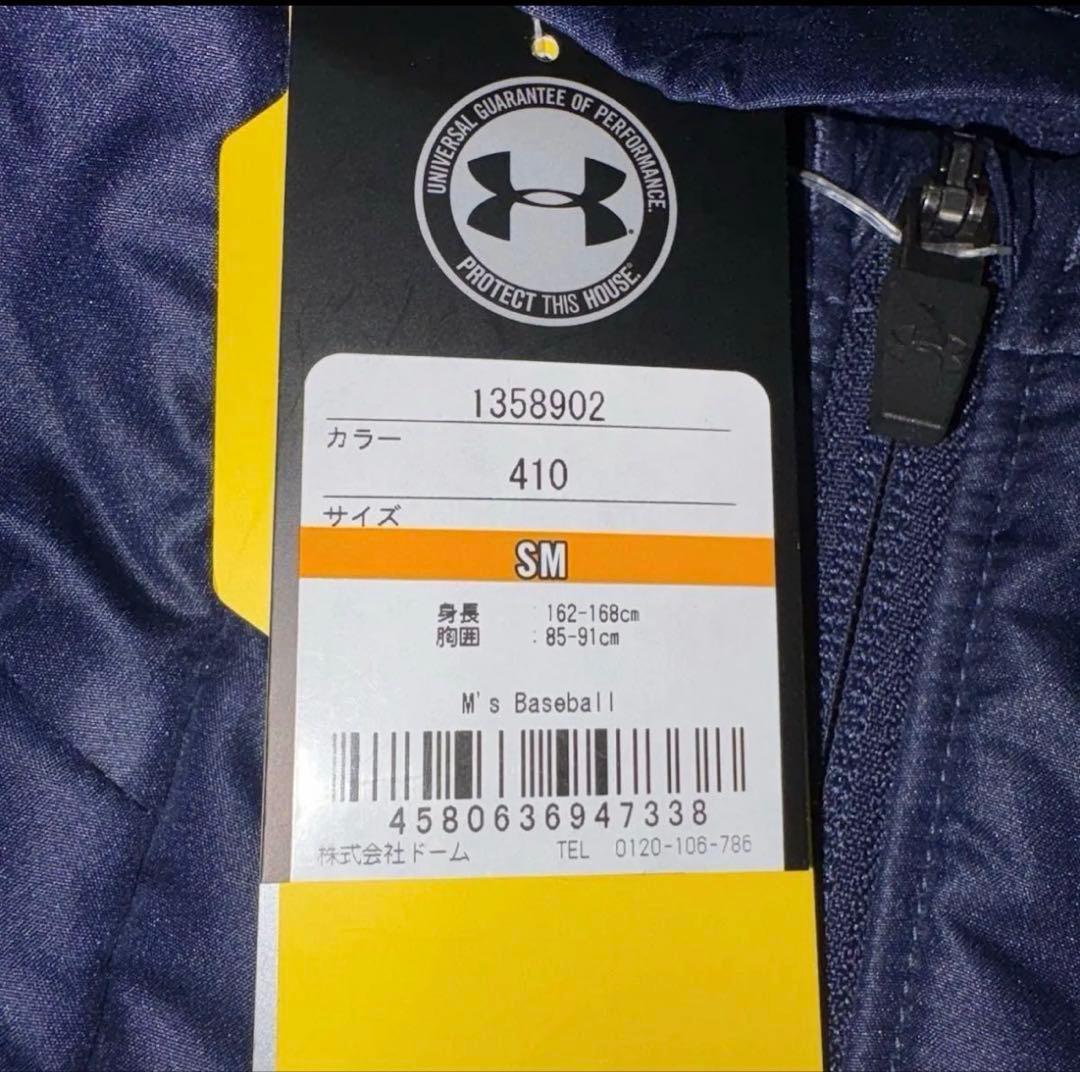 UNIVERSAL GUARANTEE OF PERFORMANCE.
PROTECT THIS HOUSE.®
1358902
カラー
410
サイズ
SM
身長 : 162-168cm
胸囲 : 85-91cm
M's Baseball
4580636947338
株式会社ドーム TEL 0120-106-786